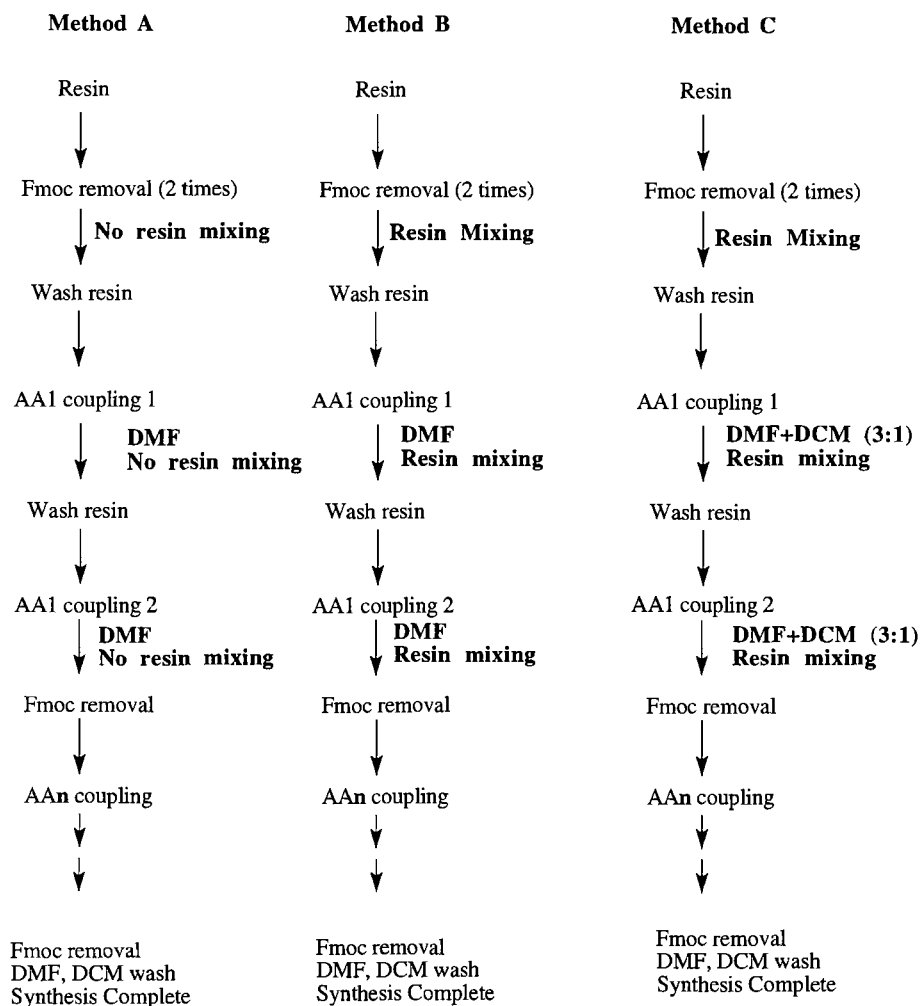 Method A
Resin
Fmoc removal (2 times)
No resin mixing
Wash resin
AA1 coupling 1
DMF
No resin mixing
Wash resin
AA1 coupling 2
DMF
No resin mixing
Fmoc removal
AAn coupling
Fmoc removal
DMF, DCM wash
Synthesis Complete
Method B
Resin
Fmoc removal (2 times)
Resin Mixing
Wash resin
AA1 coupling 1
DMF
Resin mixing
Wash resin
AA1 coupling 2
DMF
Resin mixing
Fmoc removal
AAn coupling
Fmoc removal
DMF, DCM wash
Synthesis Complete
Method C
Resin
Fmoc removal (2 times)
Resin Mixing
Wash resin
AA1 coupling 1
DMF+DCM (3:1)
Resin mixing
Wash resin
AA1 coupling 2
DMF+DCM (3:1)
Resin mixing
Fmoc removal
AAn coupling
Fmoc removal
DMF, DCM wash
Synthesis Complete